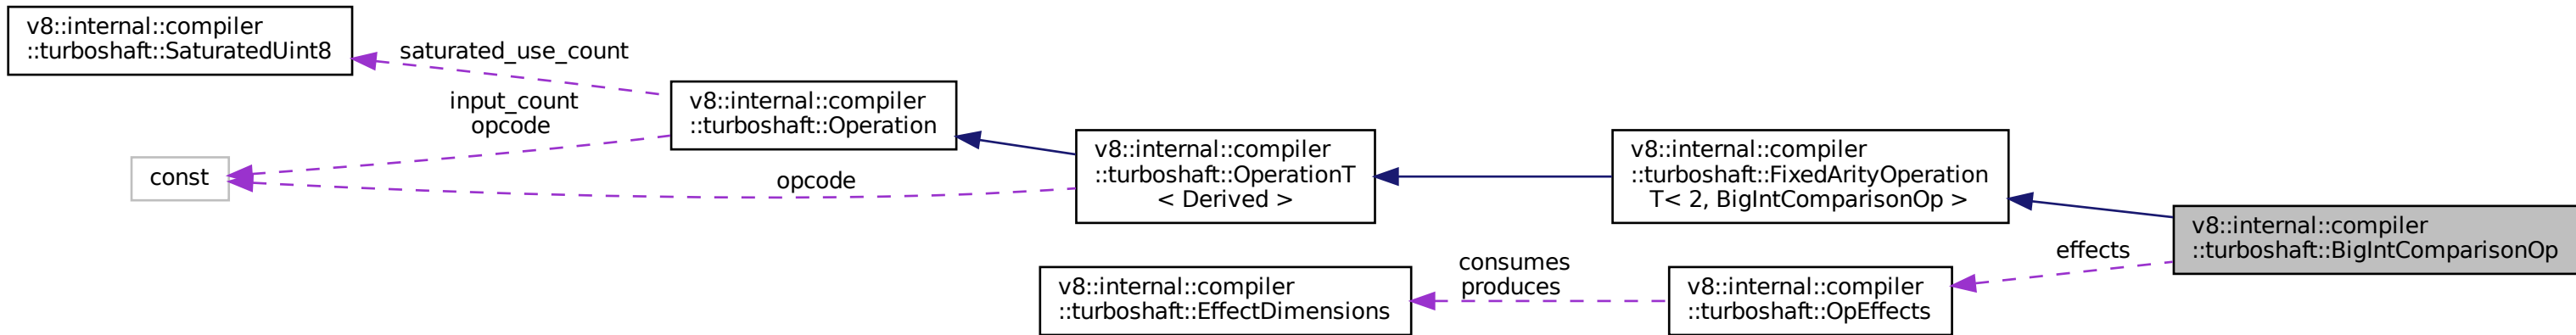 v8::internal::compiler
::turboshaft::SaturatedUint8
saturated_use_count
input_count
opcode
v8::internal::compiler
::turboshaft::Operation
const
opcode
v8::internal::compiler
::turboshaft::OperationT
< Derived >
v8::internal::compiler
::turboshaft::FixedArityOperation
T< 2, BigIntComparisonOp >
v8::internal::compiler
::turboshaft::BigIntComparisonOp
effects
v8::internal::compiler
::turboshaft::EffectDimensions
consumes
produces
v8::internal::compiler
::turboshaft::OpEffects